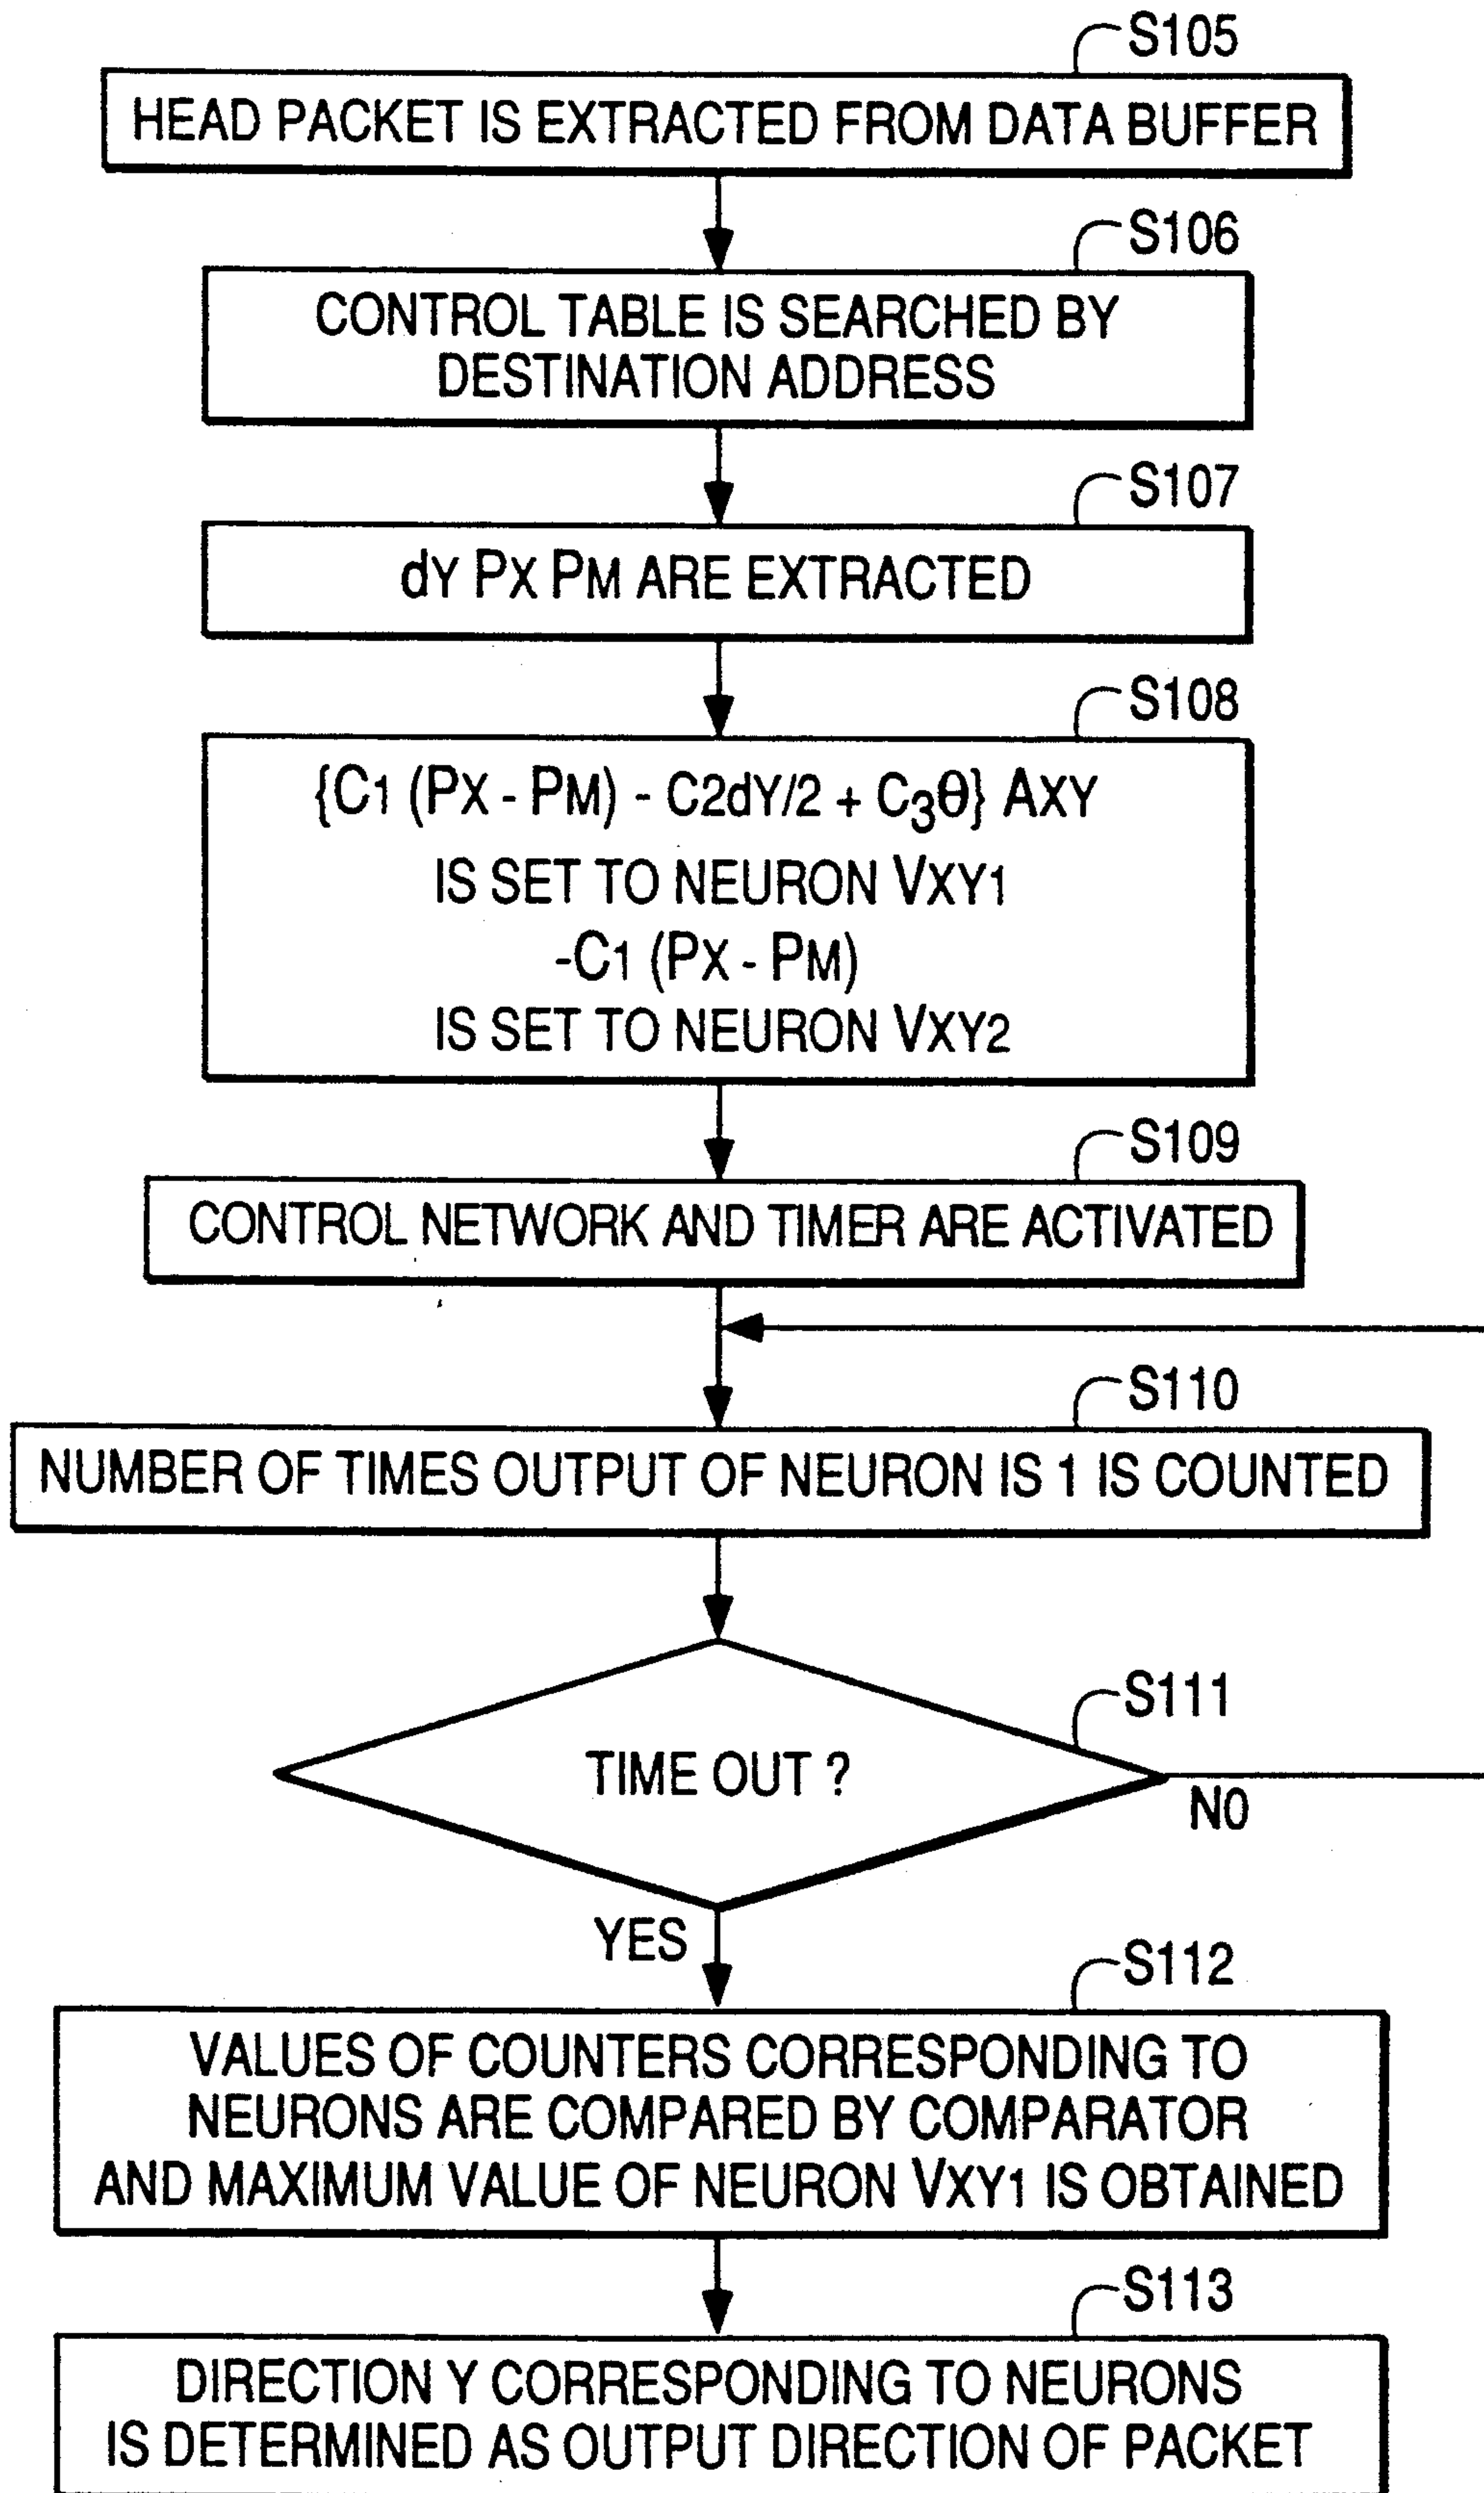 S105
HEAD PACKET IS EXTRACTED FROM DATA BUFFER
S106
CONTROL TABLE IS SEARCHED BY
DESTINATION ADDRESS
S107
dY PX PM ARE EXTRACTED
S108
{C1 (PX - PM) - C2dY/2 + C3θ} AXY
IS SET TO NEURON VXY1
-C1 (PX - PM)
IS SET TO NEURON VXY2
S109
CONTROL NETWORK AND TIMER ARE ACTIVATED
S110
NUMBER OF TIMES OUTPUT OF NEURON IS 1 IS COUNTED
S111
TIME OUT ?
NO
YES
S112
VALUES OF COUNTERS CORRESPONDING TO
NEURONS ARE COMPARED BY COMPARATOR
AND MAXIMUM VALUE OF NEURON VXY1 IS OBTAINED
S113
DIRECTION Y CORRESPONDING TO NEURONS
IS DETERMINED AS OUTPUT DIRECTION OF PACKET